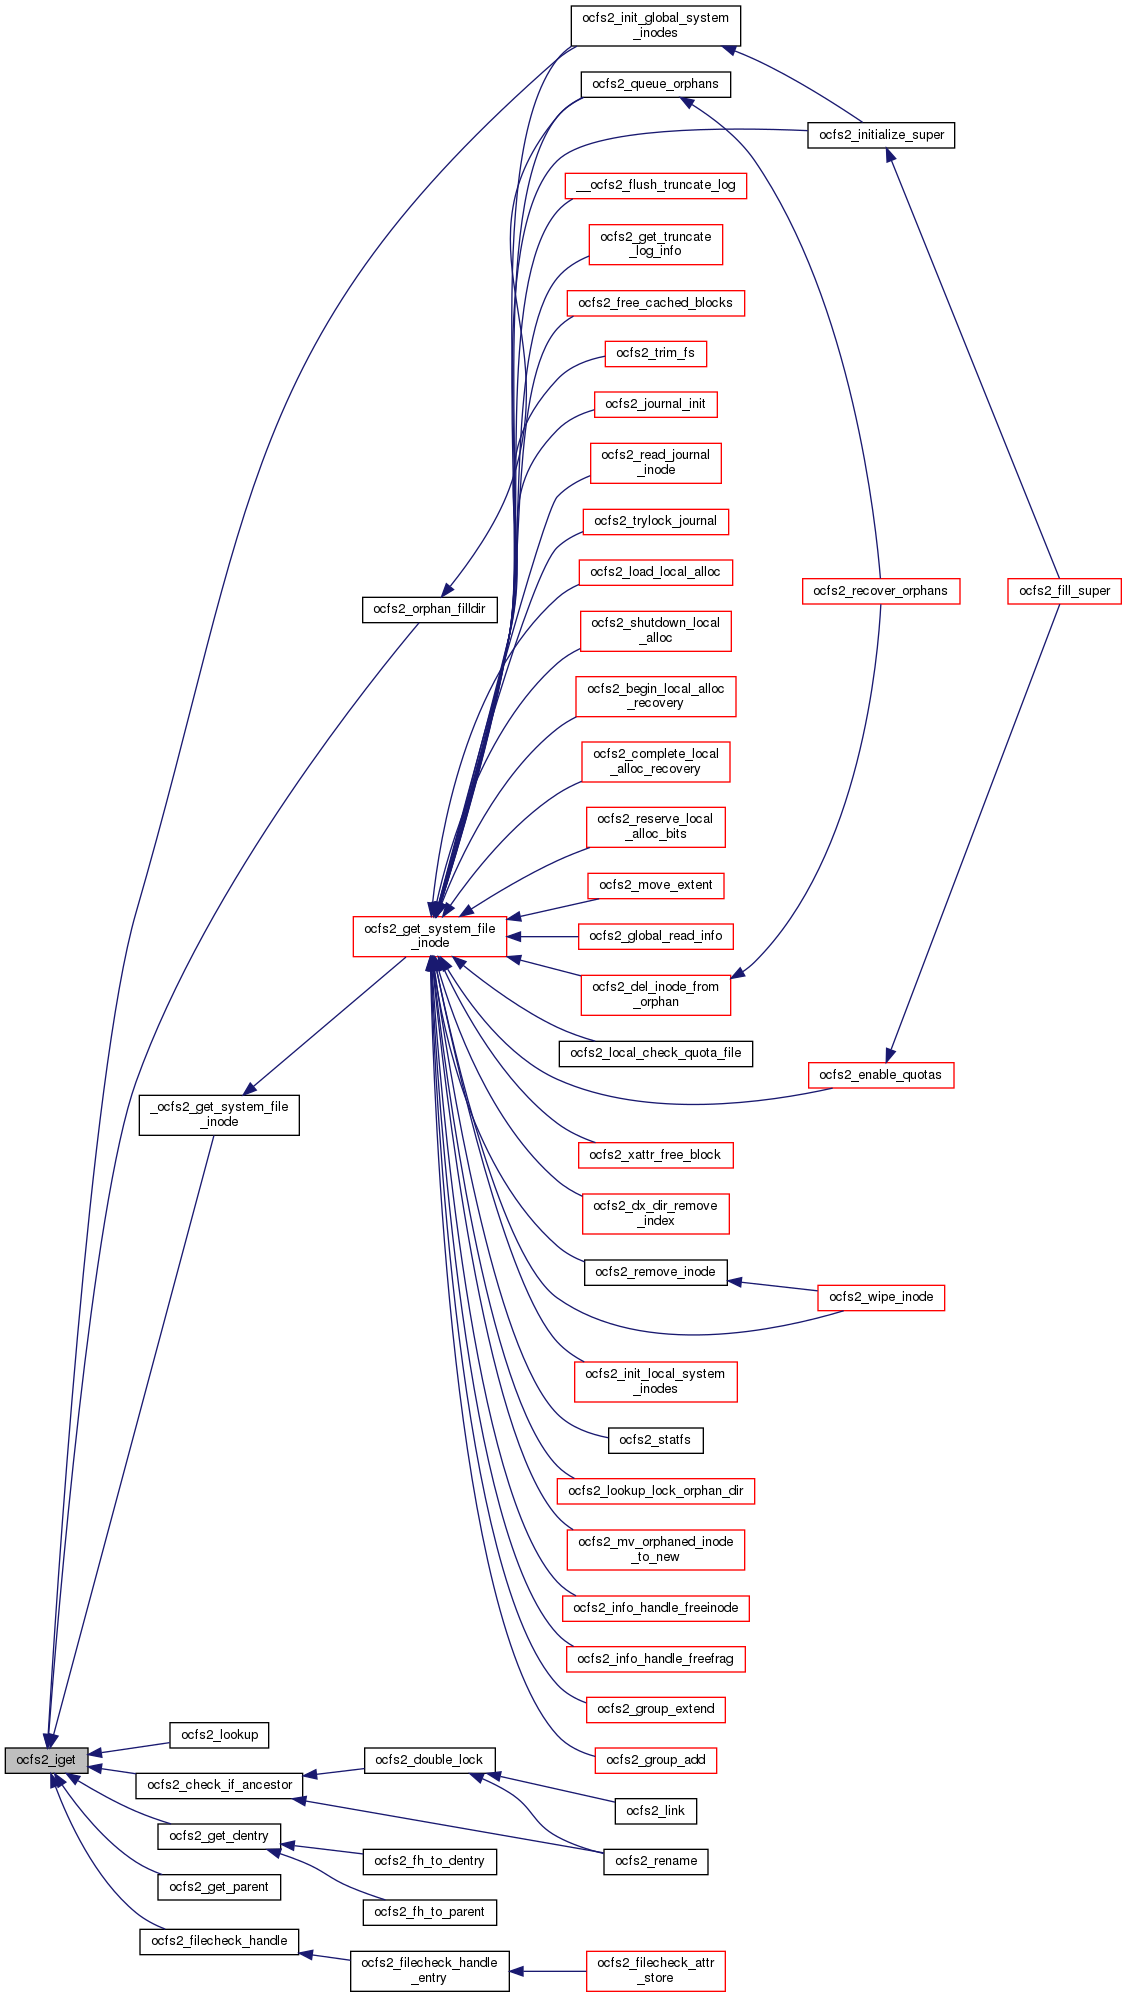 ocfs2_init_global_system
_inodes
ocfs2_queue_orphans
ocfs2_initialize_super
__ocfs2_flush_truncate_log
ocfs2_get_truncate
_log_info
ocfs2_free_cached_blocks
ocfs2_trim_fs
ocfs2_journal_init
ocfs2_read_journal
_inode
ocfs2_trylock_journal
ocfs2_load_local_alloc
ocfs2_recover_orphans
ocfs2_fill_super
ocfs2_orphan_filldir
ocfs2_shutdown_local
_alloc
ocfs2_begin_local_alloc
_recovery
ocfs2_complete_local
_alloc_recovery
ocfs2_reserve_local
_alloc_bits
ocfs2_move_extent
ocfs2_get_system_file
_inode
ocfs2_global_read_info
ocfs2_del_inode_from
_orphan
ocfs2_local_check_quota_file
ocfs2_enable_quotas
_ocfs2_get_system_file
_inode
ocfs2_xattr_free_block
ocfs2_dx_dir_remove
_index
ocfs2_remove_inode
ocfs2_wipe_inode
ocfs2_init_local_system
_inodes
ocfs2_statfs
ocfs2_lookup_lock_orphan_dir
ocfs2_mv_orphaned_inode
_to_new
ocfs2_info_handle_freeinode
ocfs2_info_handle_freefrag
ocfs2_group_extend
ocfs2_lookup
ocfs2_iget
ocfs2_double_lock
ocfs2_group_add
ocfs2_check_if_ancestor
ocfs2_link
ocfs2_get_dentry
ocfs2_fh_to_dentry
ocfs2_rename
ocfs2_get_parent
ocfs2_fh_to_parent
ocfs2_filecheck_handle
ocfs2_filecheck_handle
_entry
ocfs2_filecheck_attr
_store